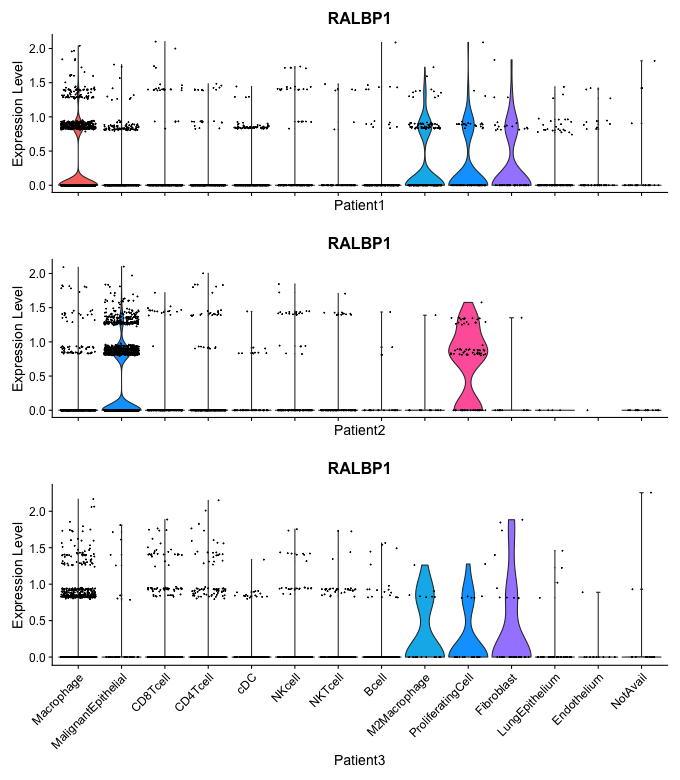 RALBP1
Expression Level
2.0
1.5
1.0
0.5
0.0
Patient1
RALBP1
Expression Level
2.0
1.5
1.0
0.5
0.0
Patient2
RALBP1
Expression Level
2.0
1.5
1.0
0.5
0.0
Macrophage
MalignantEpithelial
CD8Tcell
CD4Tcell
cDC
NKcell
NKTcell
Bcell
M2Macrophage
ProliferatingCell
Fibroblast
LungEpithelium
Endothelium
NotAvail
Patient3